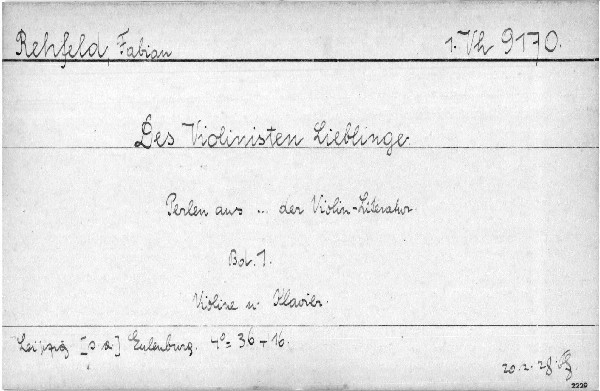 Rehfeld, Fabian 1. Vh 9170.
Des Violinisten Lieblinge.
Perlen aus ... der Violin-Literatur.
Bd. 1.
Violine u. Klavier.
Leipzig [s a.] Eulenburg. 4°= 36 + 16.
20. 2. 28.
2229